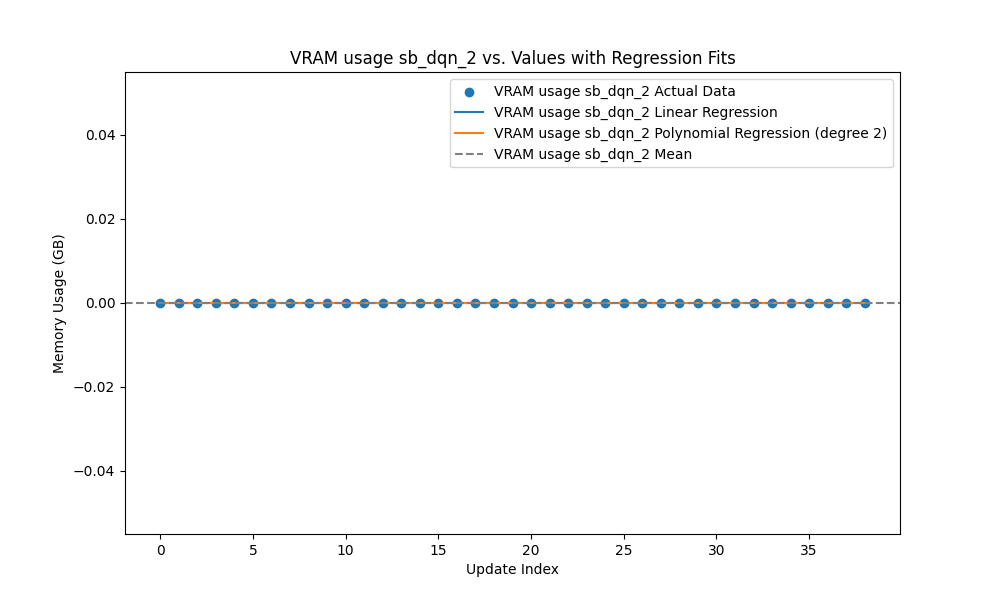 VRAM usage sb_dqn_2 vs. Values with Regression Fits
VRAM usage sb_dqn_2 Actual Data
VRAM usage sb_dqn_2 Linear Regression
VRAM usage sb_dqn_2 Polynomial Regression (degree 2)
VRAM usage sb_dqn_2 Mean
Memory Usage (GB)
0.04
0.02
0.00
−0.02
−0.04
0 5 10 15 20 25 30 35
Update Index